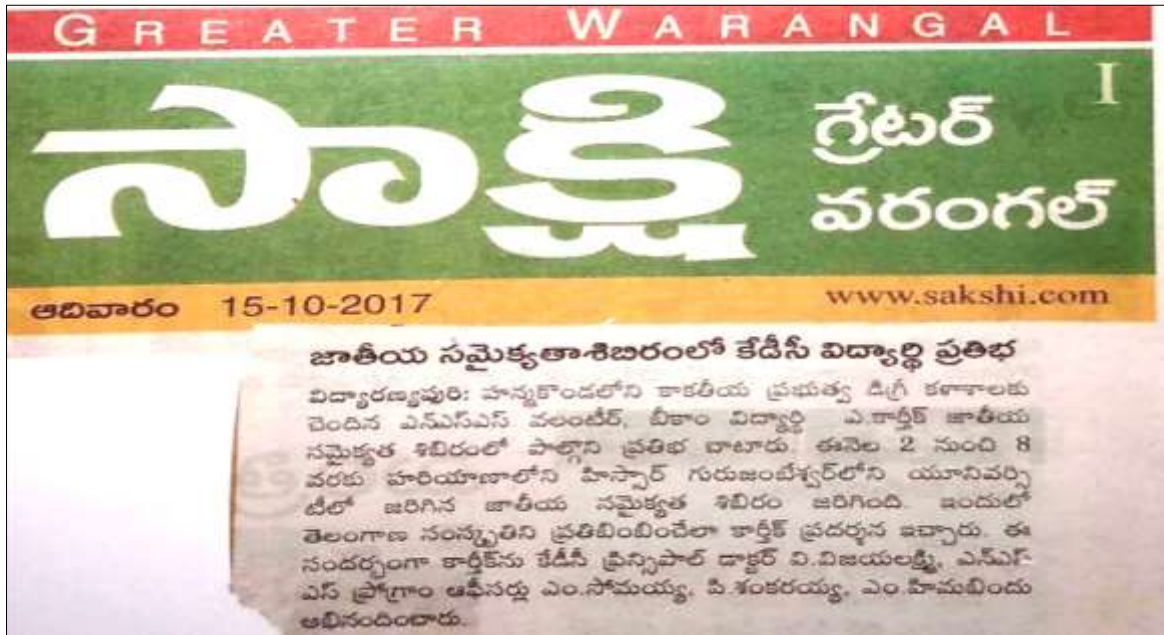 GREATER WARANGAL
I
సాక్షి
గ్రేటర్
వరంగల్
ఆదివారం 15-10-2017 www.sakshi.com
జాతీయ సమైక్యతాశిబిరంలో కేడీసీ విద్యార్థి ప్రతిభ
విద్యారణ్యపురి: హన్మకొండలోని కాకతీయ ప్రభుత్వ డిగ్రీ కళాశాలకు
చెందిన ఎన్ఎస్ఎస్ వలంటీర్, బీకాం విద్యార్థి ఎ.కార్తీక్ జాతీయ
సమైక్యత శిబిరంలో పాల్గొని ప్రతిభ చాటారు. ఈనెల 2 నుంచి 8
వరకు హరియాణాలోని హిస్సార్ గురుజంబేశ్వర్‌లోని యూనివర్సి
టీలో జరిగిన జాతీయ సమైక్యత శిబిరం జరిగింది. ఇందులో
తెలంగాణ సంస్కృతిని ప్రతిబింబించేలా కార్తీక్ ప్రదర్శన ఇచ్చారు. ఈ
సందర్భంగా కార్తీక్‌ను కేడీసీ ప్రిన్సిపాల్ డాక్టర్ వి.విజయలక్ష్మి, ఎన్ఎస్
ఎస్ ప్రోగ్రాం ఆఫీసర్లు ఎం.సోమయ్య, పి.శంకరయ్య, ఎం.హిమబిందు
అభినందించారు.